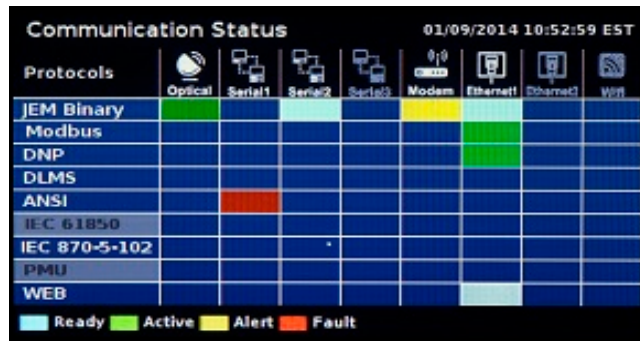 Communication Status 01/09/2014 10:52:59 EST
Protocols Optical Serial1 Serial2 Serial3 Modem Ethernet1 Ethernet2 Wifi
JEM Binary
Modbus
DNP
DLMS
ANSI
IEC 61850
IEC 870-5-102
PMU
WEB
Ready Active Alert Fault